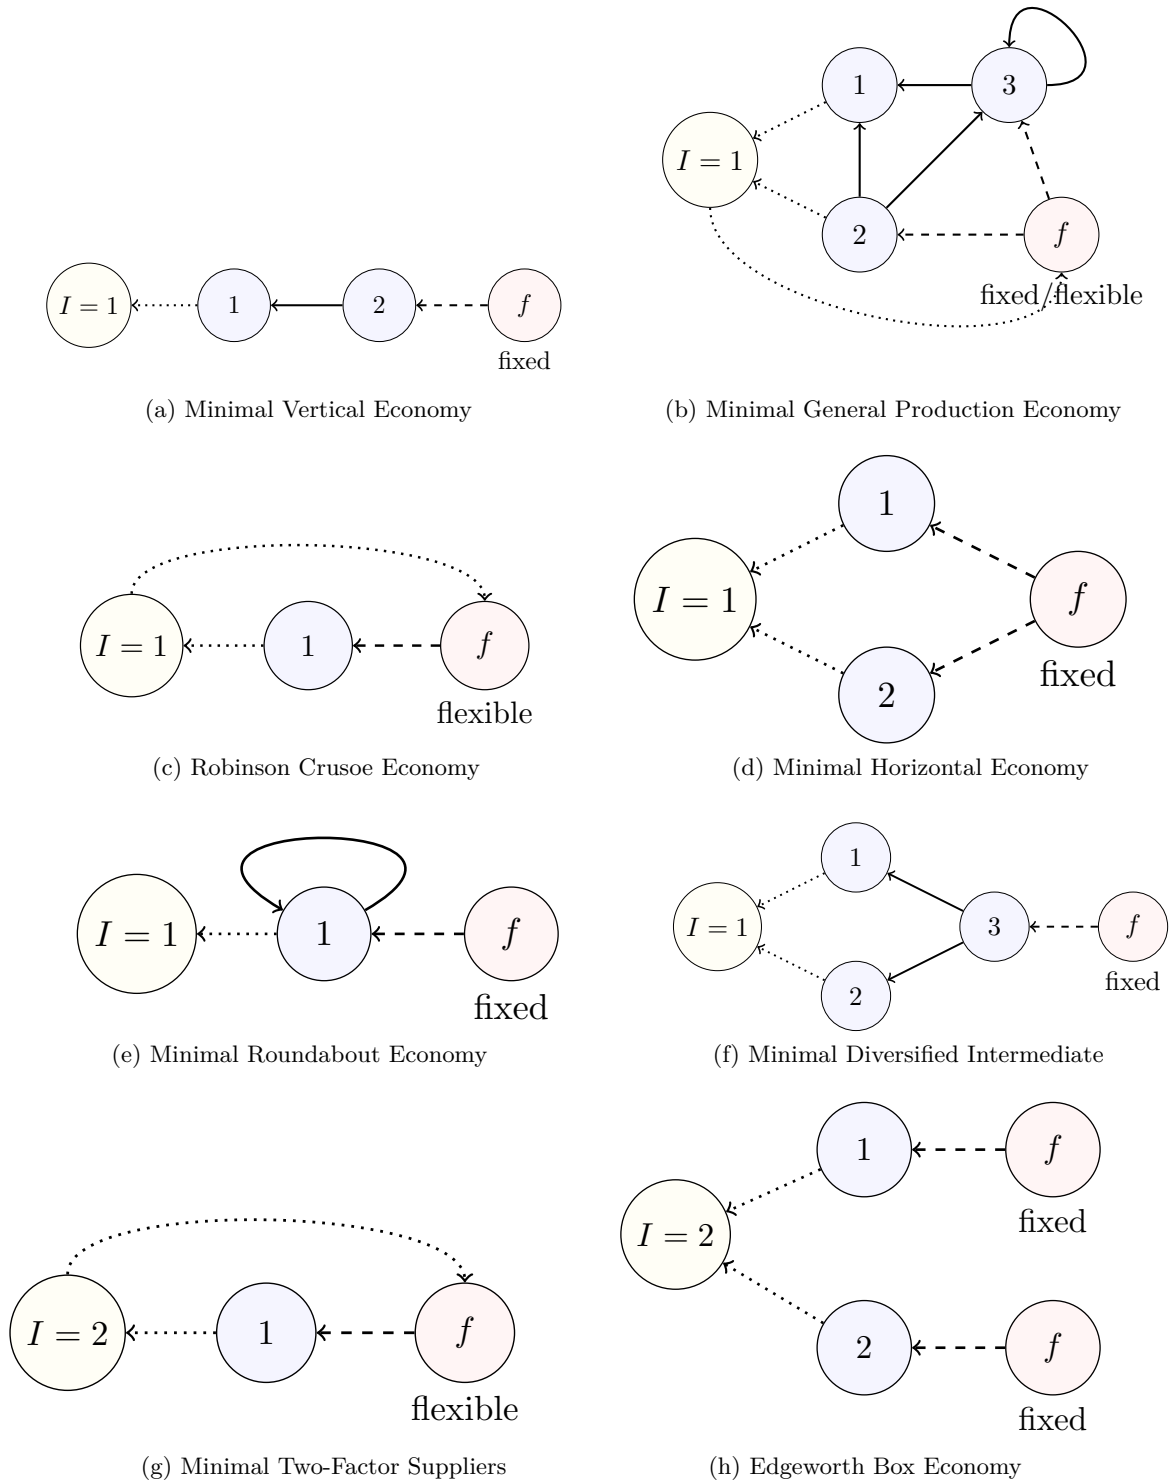 1
3
I = 1
2
f
fixed/flexible
I = 1
1
2
f
fixed
(a) Minimal Vertical Economy
(b) Minimal General Production Economy
I = 1
1
f
flexible
(c) Robinson Crusoe Economy
1
I = 1
f
2
fixed
(d) Minimal Horizontal Economy
I = 1
1
f
fixed
(e) Minimal Roundabout Economy
1
I = 1
3
f
2
fixed
(f) Minimal Diversified Intermediate
I = 2
1
f
flexible
(g) Minimal Two-Factor Suppliers
1
f
fixed
I = 2
2
f
fixed
(h) Edgeworth Box Economy